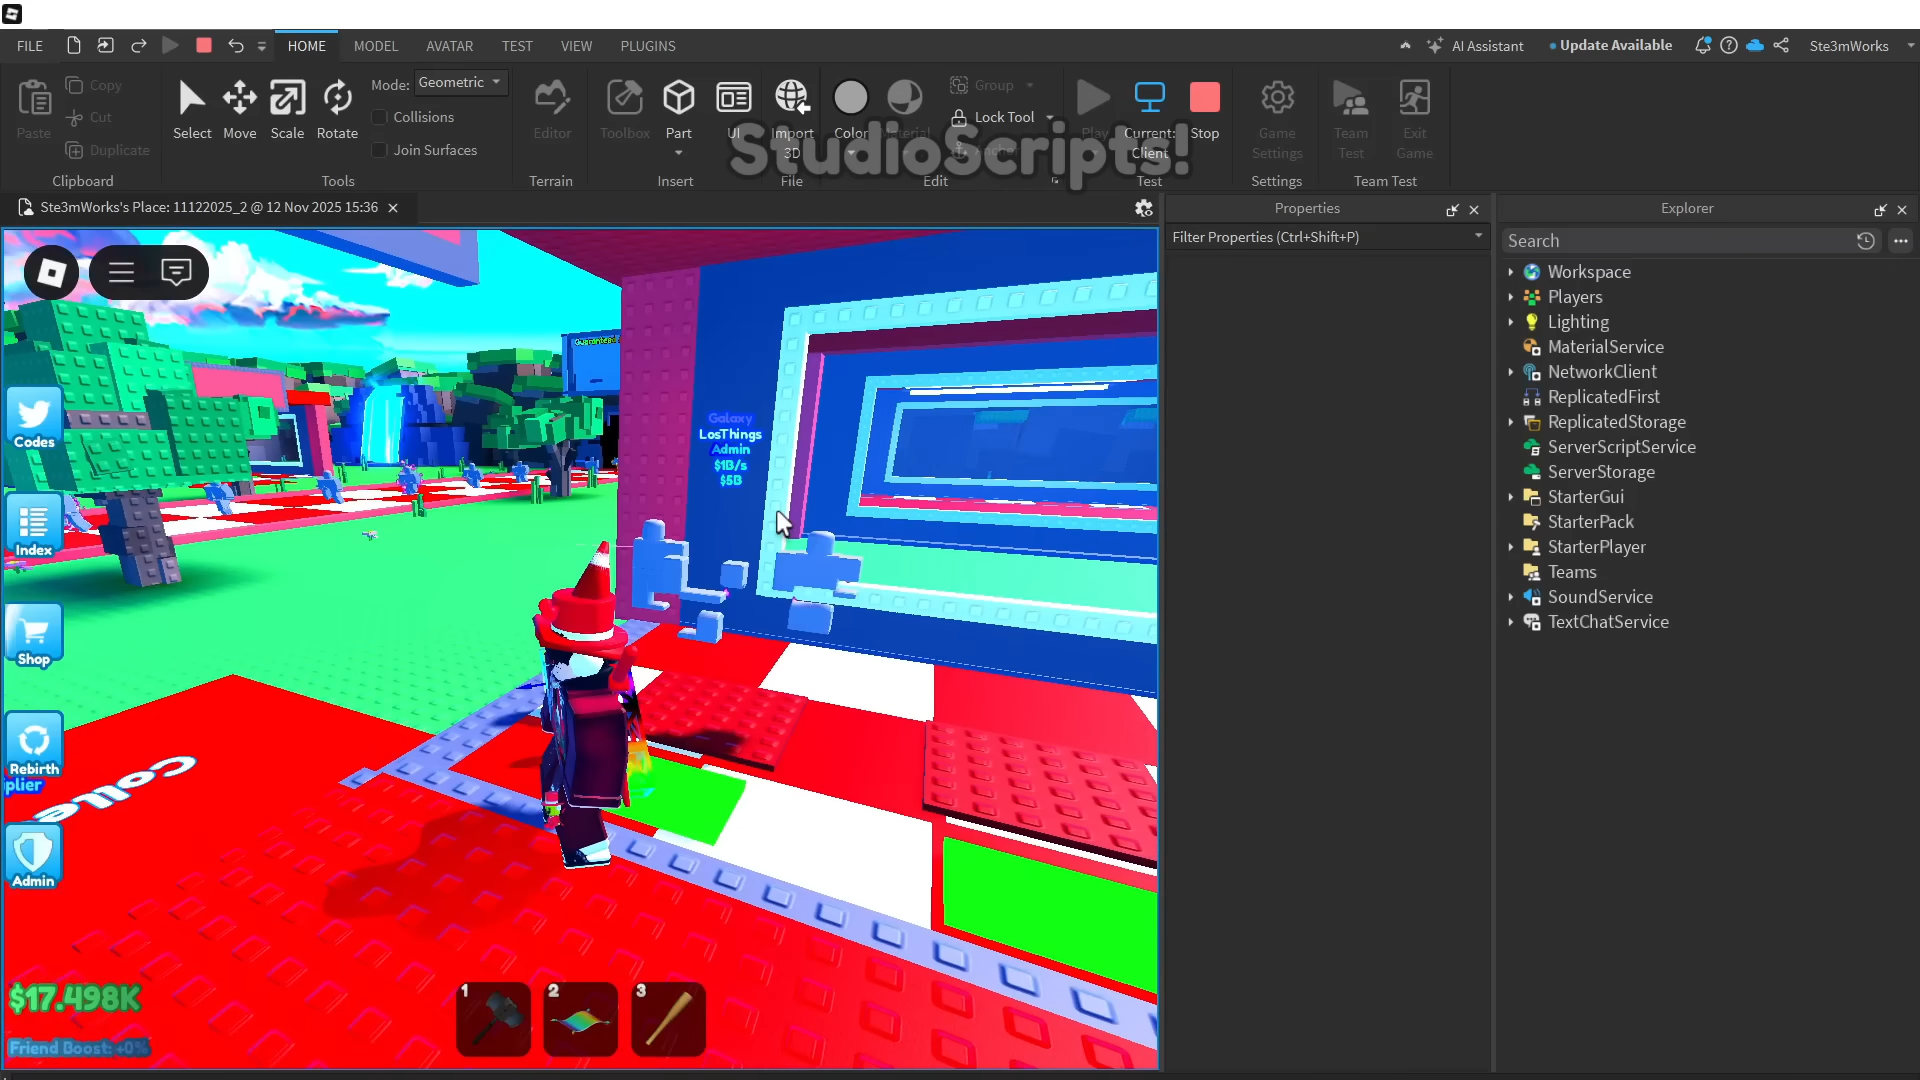 FILE
HOME
MODEL
AVATAR
TEST
VIEW
PLUGINS
AI Assistant
Update Available
Ste3mWorks
Paste
Copy
Cut
Duplicate
Clipboard
Select
Move
Scale
Rotate
Mode:
Geometric
Collisions
Join Surfaces
Tools
Editor
Terrain
Toolbox
Part
UI
Import
3D
Insert
File
Color
Material
Group
Lock Tool
Anchor
Edit
Play
Current:
Client
Stop
Test
Game
Settings
Settings
Team
Test
Exit
Game
Team Test
StudioScripts!
Ste3mWorks's Place: 11122025_2 @ 12 Nov 2025 15:36
Properties
Filter Properties (Ctrl+Shift+P)
Explorer
Search
Workspace
Players
Lighting
MaterialService
NetworkClient
ReplicatedFirst
ReplicatedStorage
ServerScriptService
ServerStorage
StarterGui
StarterPack
StarterPlayer
Teams
SoundService
TextChatService
Guaranteed
Galaxy
LosThings
Admin
$1B/s
$5B
Codes
Index
Shop
Rebirth
plier
Admin
Colle
$17.498K
Friend Boost: +0%
1
2
3